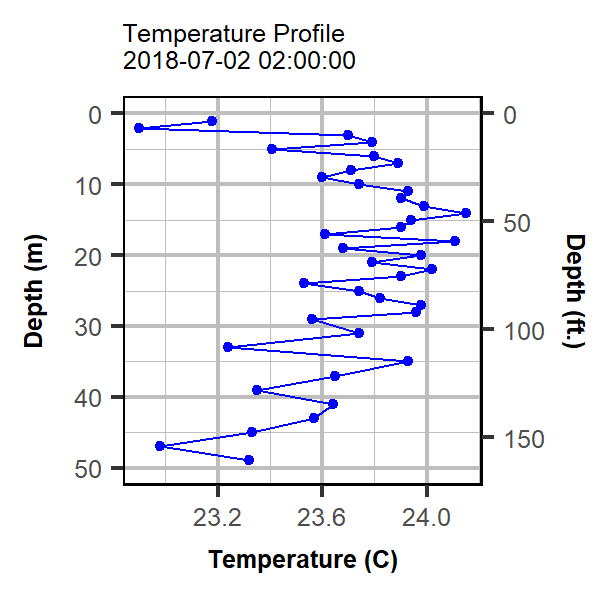 Temperature Profile
2018-07-02 02:00:00
0
10
20
30
40
50
Depth (m)
0
50
100
150
Depth (ft.)
23.2 23.6 24.0
Temperature (C)